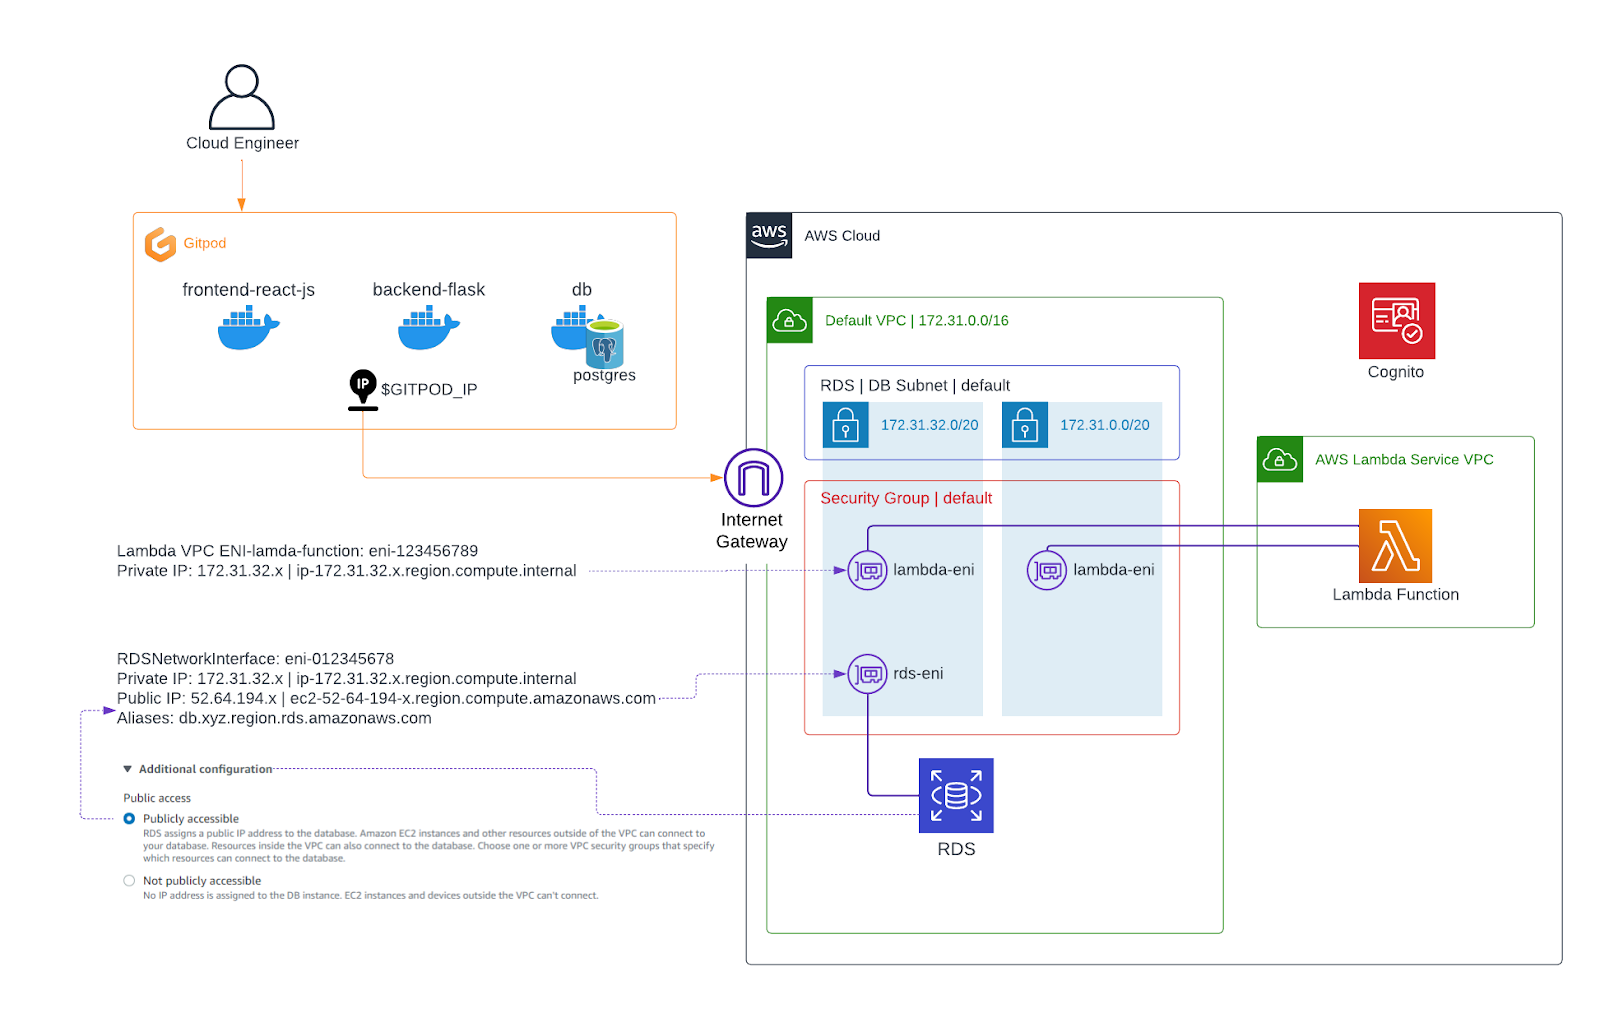 Cloud Engineer
Gitpod
frontend-react-js
backend-flask
db
postgres
IP
$GITPOD_IP
aws
AWS Cloud
Default VPC | 172.31.0.0/16
RDS | DB Subnet | default
172.31.32.0/20
172.31.0.0/20
Cognito
AWS Lambda Service VPC
Internet
Gateway
Security Group | default
lambda-eni
lambda-eni
Lambda Function
Lambda VPC ENI-lamda-function: eni-123456789
Private IP: 172.31.32.x | ip-172.31.32.x.region.compute.internal
RDSNetworkInterface: eni-012345678
Private IP: 172.31.32.x | ip-172.31.32.x.region.compute.internal
Public IP: 52.64.194.x | ec2-52-64-194-x.region.compute.amazonaws.com
Aliases: db.xyz.region.rds.amazonaws.com
rds-eni
RDS
Additional configuration
Public access
Publicly accessible
RDS assigns a public IP address to the database. Amazon EC2 instances and other resources outside of the VPC can connect to
your database. Resources inside the VPC can also connect to the database. Choose one or more VPC security groups that specify
which resources can connect to the database.
Not publicly accessible
No IP address is assigned to the DB instance. EC2 instances and devices outside the VPC can't connect.